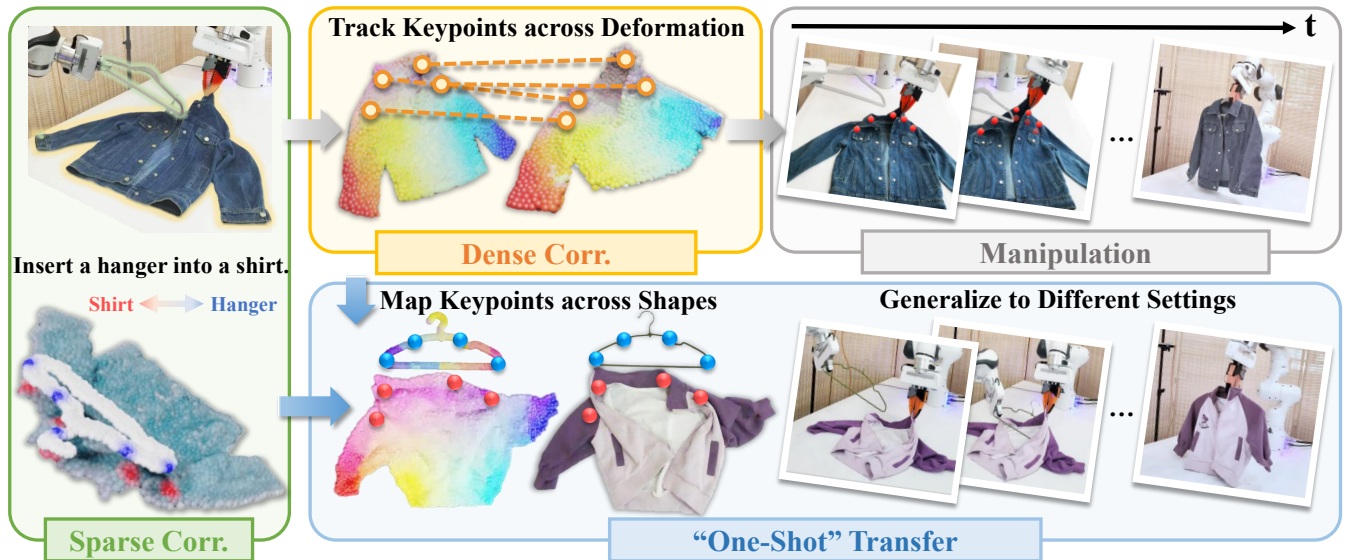 Insert a hanger into a shirt.
Shirt Hanger
Sparse Corr.
Track Keypoints across Deformation
Dense Corr.
t
...
Manipulation
Map Keypoints across Shapes
Generalize to Different Settings
...
“One-Shot” Transfer